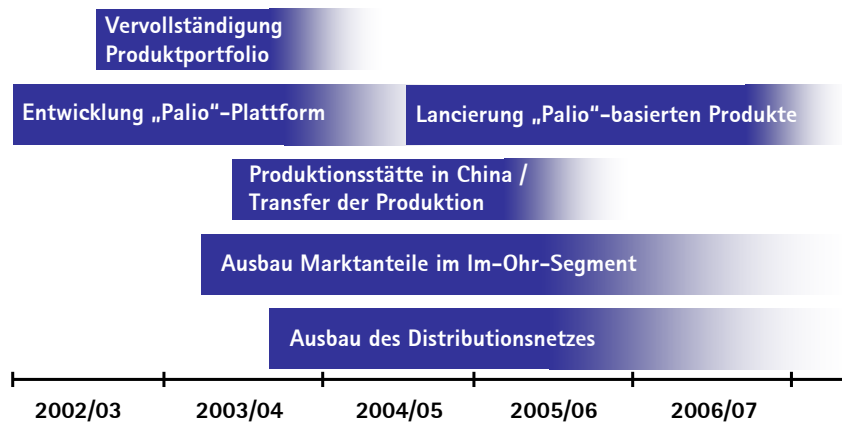 Vervollständigung
Produktportfolio
Entwicklung „Palio“-Plattform
Lancierung „Palio“-basierten Produkte
Produktionsstätte in China /
Transfer der Produktion
Ausbau Marktanteile im Im-Ohr-Segment
Ausbau des Distributionsnetzes
2002/03 2003/04 2004/05 2005/06 2006/07